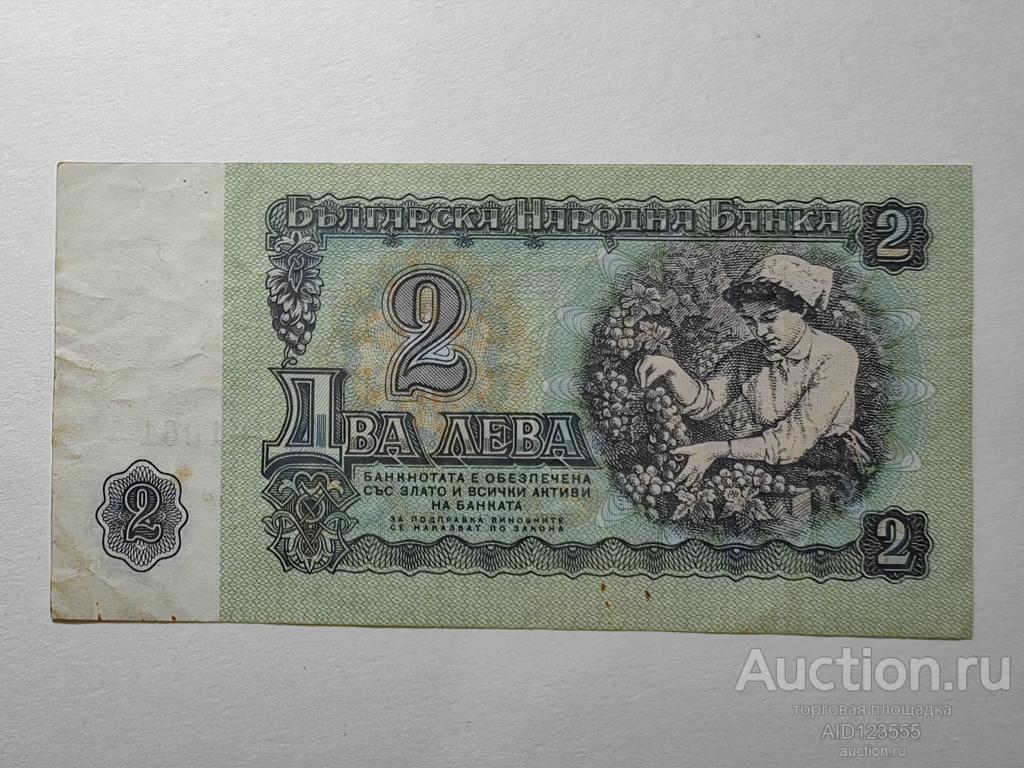 Българска Народна Банка
2
2
Два лева
Банкнотата е обезпечена
със злато и всички активи
на банката
За подправка виновните
се наказват по закона
2
2
Auction.ru
торговая площадка
AID123555
auction.ru